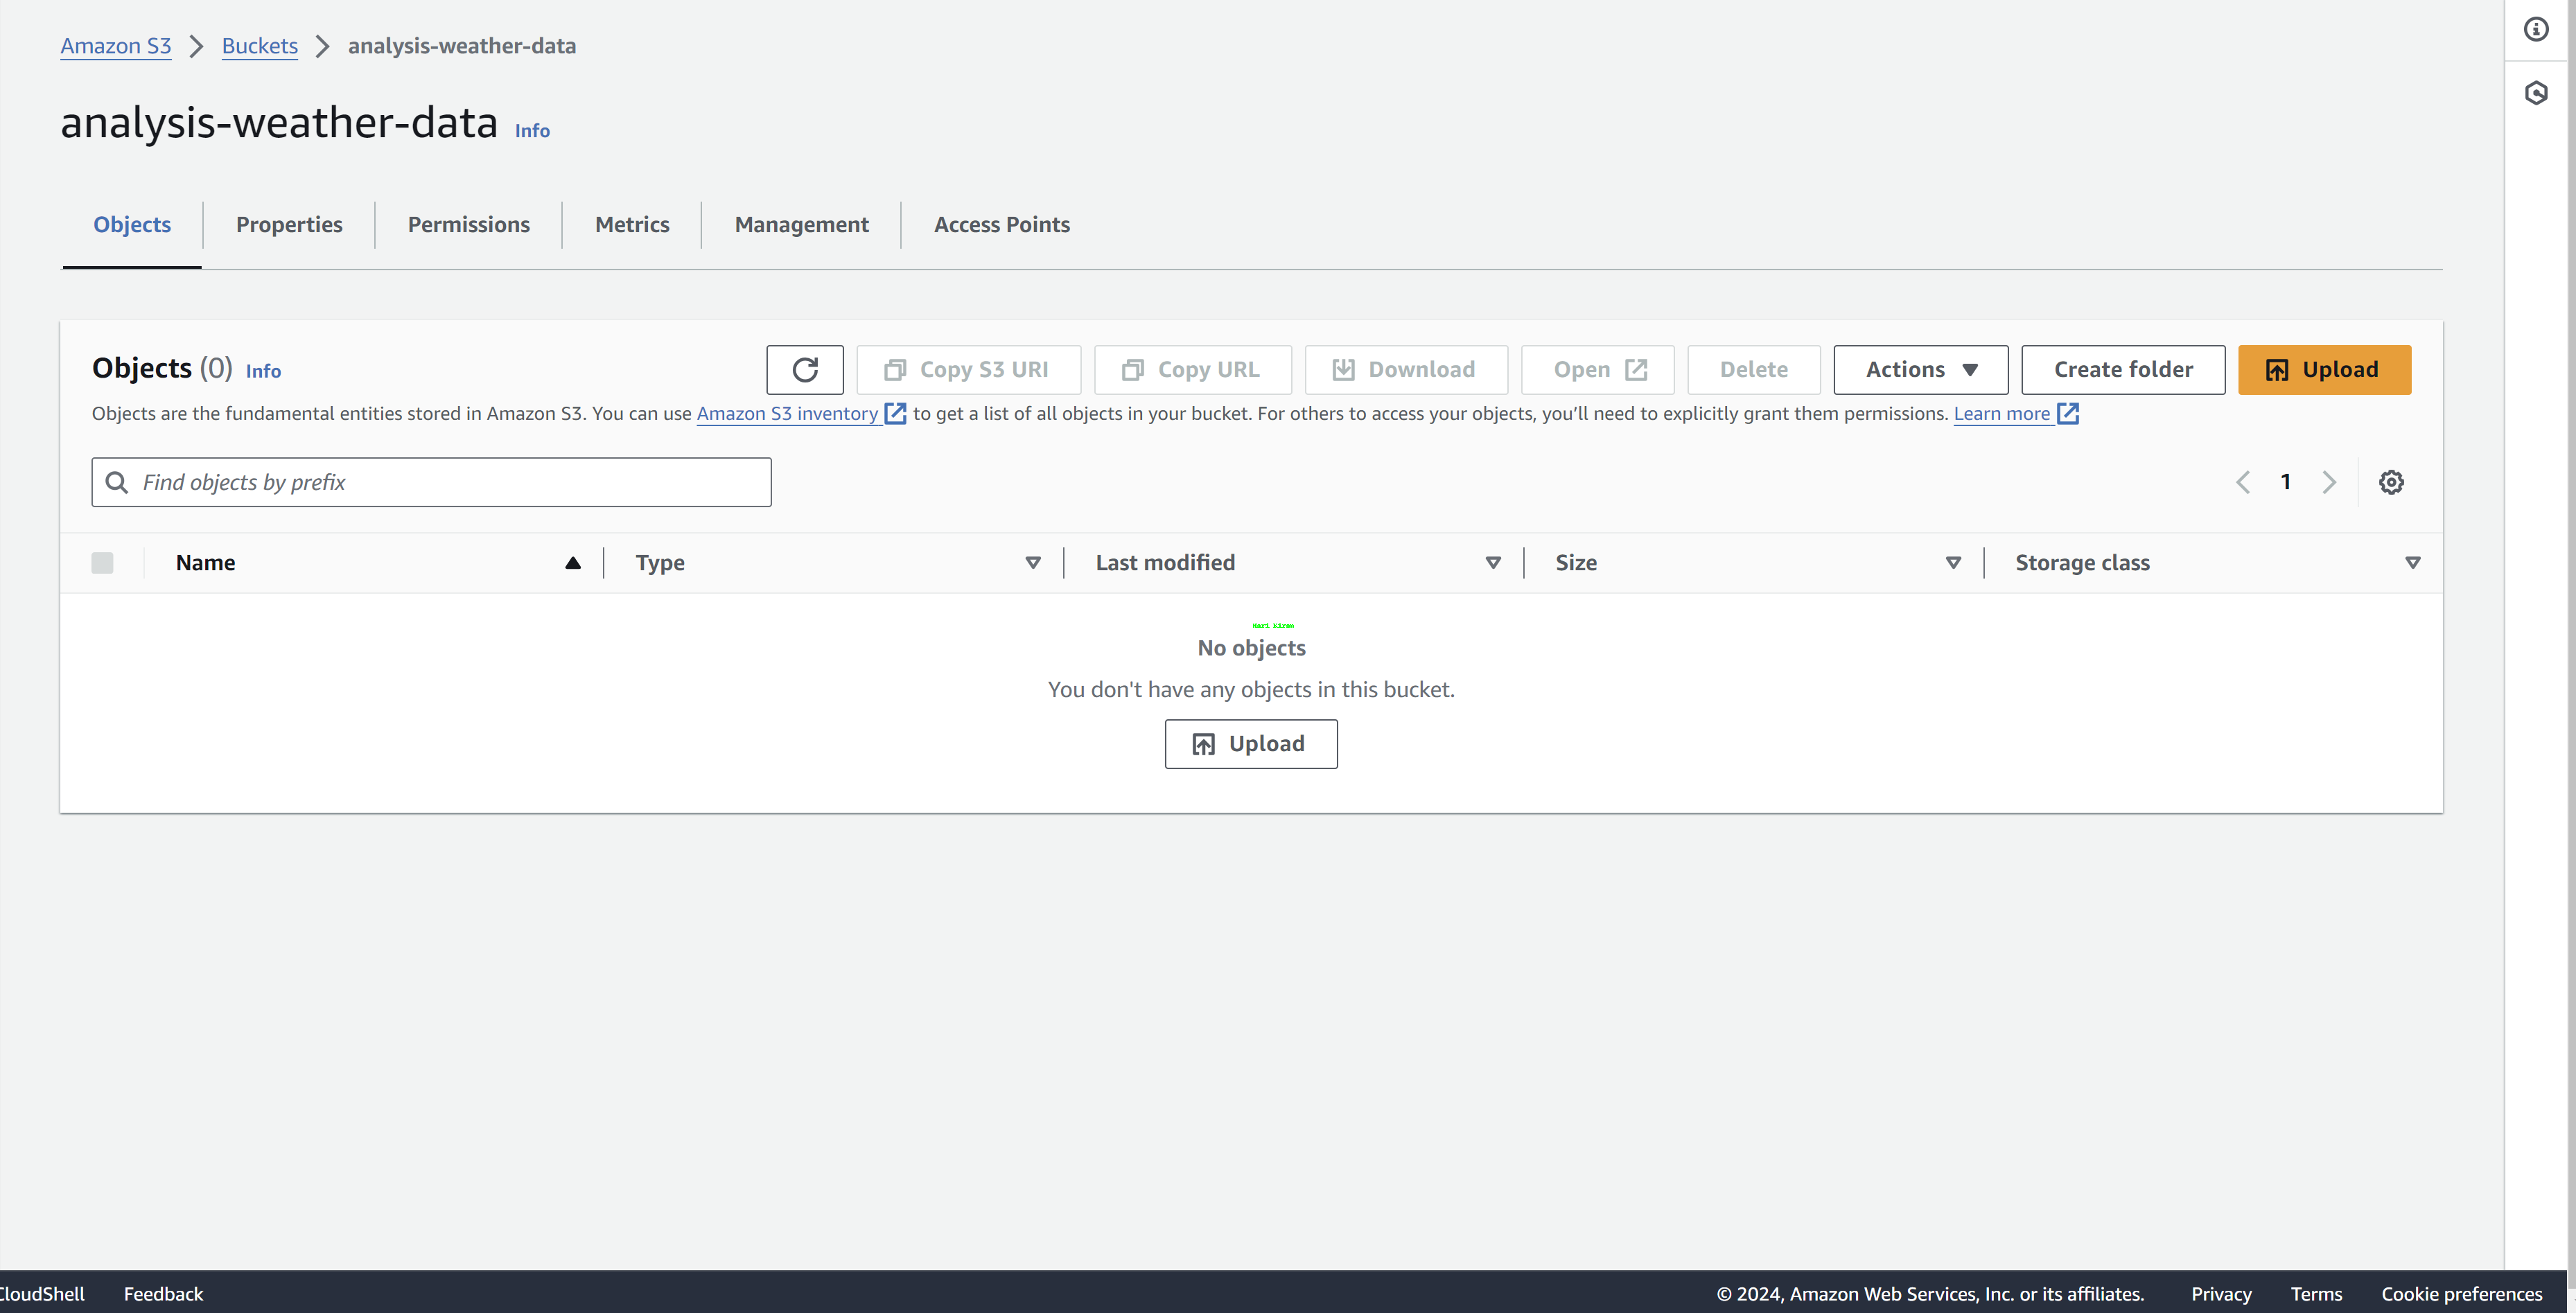 Amazon S3 > Buckets > analysis-weather-data
analysis-weather-data Info
Objects Properties Permissions Metrics Management Access Points
Objects (0) Info Copy S3 URI Copy URL Download Open Delete Actions Create folder Upload
Objects are the fundamental entities stored in Amazon S3. You can use Amazon S3 inventory to get a list of all objects in your bucket. For others to access your objects, you’ll need to explicitly grant them permissions. Learn more
Find objects by prefix 1
Name Type Last modified Size Storage class
Hari Kiran
No objects
You don't have any objects in this bucket.
Upload
CloudShell Feedback © 2024, Amazon Web Services, Inc. or its affiliates. Privacy Terms Cookie preferences